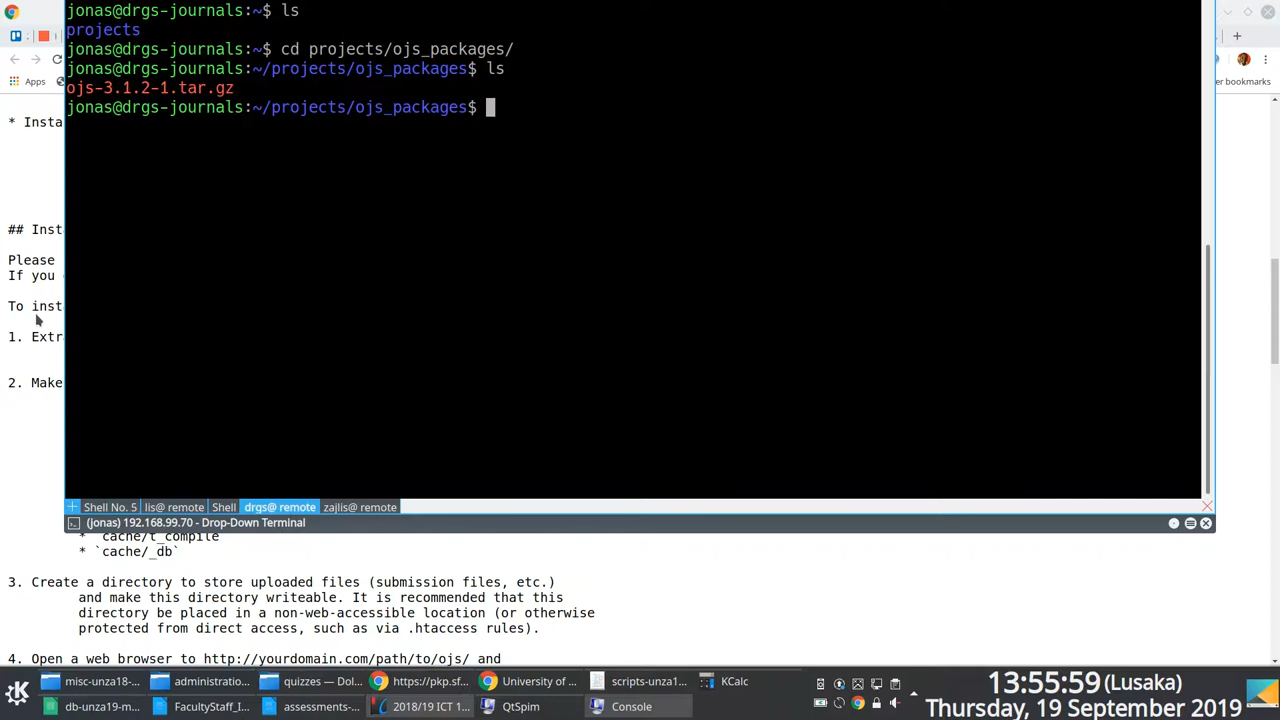 jonas@drgs-journals:~$ ls
projects
jonas@drgs-journals:~$ cd projects/ojs_packages/
jonas@drgs-journals:~/projects/ojs_packages$ ls
ojs-3.1.2-1.tar.gz
jonas@drgs-journals:~/projects/ojs_packages$
Apps
er bookmarks
* Insta
## Inst
Please
If you
To inst
1. Extr
2. Make
Shell No. 5
lis@ remote
Shell
drgs@ remote
zajlis@ remote
(jonas) 192.168.99.70 - Drop-Down Terminal
* `cache/t_compile`
* `cache/_db`
3. Create a directory to store uploaded files (submission files, etc.)
and make this directory writeable. It is recommended that this
directory be placed in a non-web-accessible location (or otherwise
protected from direct access, such as via .htaccess rules).
4. Open a web browser to http://yourdomain.com/path/to/ojs/ and
misc-unza18-...
administratio...
quizzes — Dol...
https://pkp.sf...
University of ...
scripts-unza1...
KCalc
db-unza19-m...
FacultyStaff_I...
assessments-...
2018/19 ICT 1...
QtSpim
Console
13:55:59 (Lusaka)
Thursday, 19 September 2019